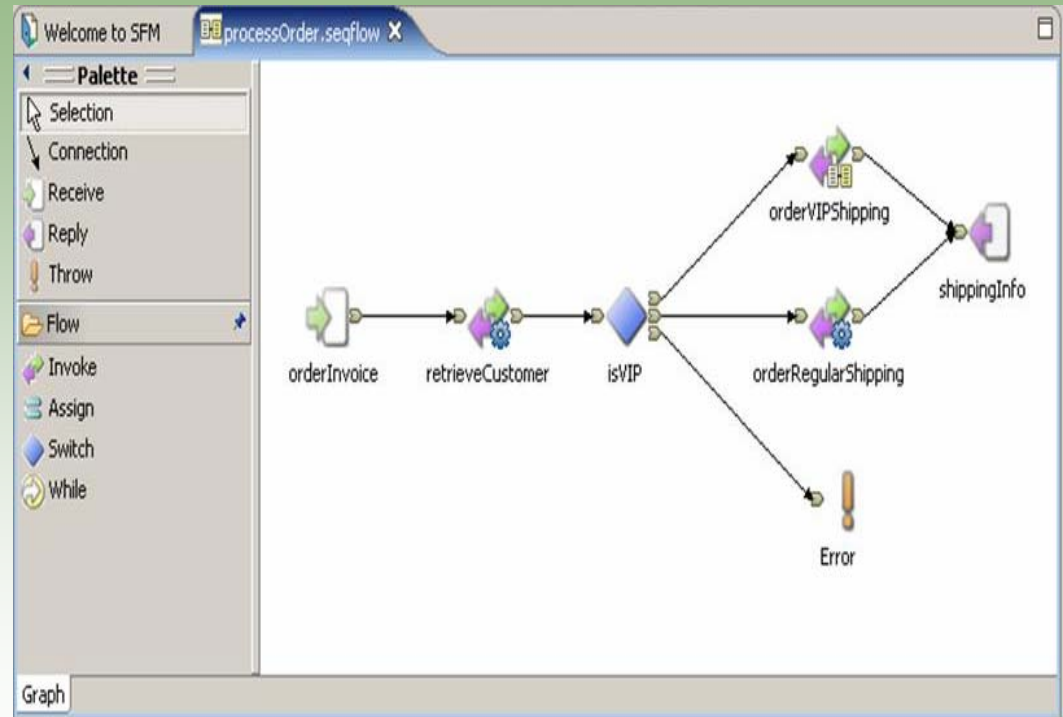 Welcome to SFM
processOrder.seqflow
Palette
Selection
Connection
Receive
Reply
Throw
Flow
Invoke
Assign
Switch
While
orderInvoice
retrieveCustomer
isVIP
orderVIPShipping
orderRegularShipping
shippingInfo
Error
Graph